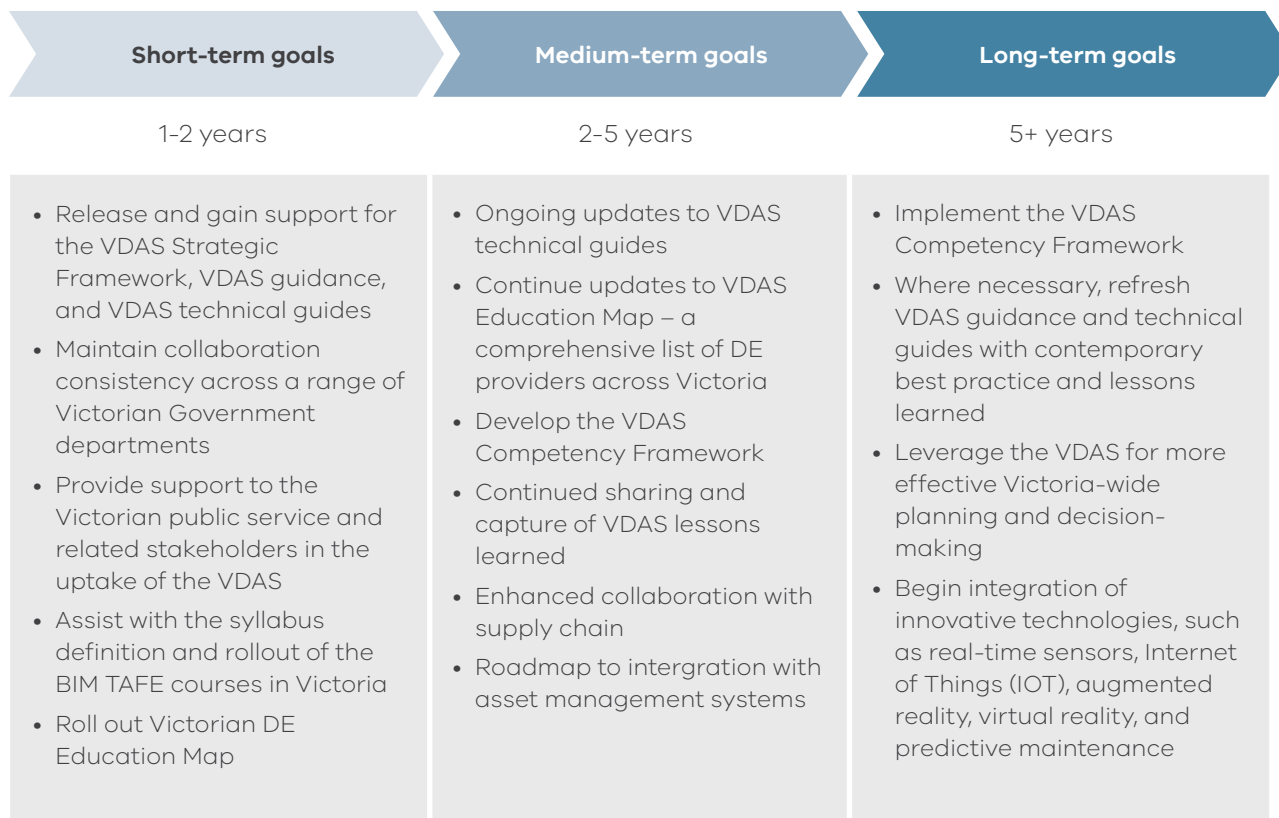 Short-term goals
Medium-term goals
Long-term goals
1-2 years
2-5 years
5+ years
• Release and gain support for
the VDAS Strategic
Framework, VDAS guidance,
and VDAS technical guides
• Maintain collaboration
consistency across a range of
Victorian Government
departments
• Provide support to the
Victorian public service and
related stakeholders in the
uptake of the VDAS
• Assist with the syllabus
definition and rollout of the
BIM TAFE courses in Victoria
• Roll out Victorian DE
Education Map
• Ongoing updates to VDAS
technical guides
• Continue updates to VDAS
Education Map – a
comprehensive list of DE
providers across Victoria
• Develop the VDAS
Competency Framework
• Continued sharing and
capture of VDAS lessons
learned
• Enhanced collaboration with
supply chain
• Roadmap to intergration with
asset management systems
• Implement the VDAS
Competency Framework
• Where necessary, refresh
VDAS guidance and technical
guides with contemporary
best practice and lessons
learned
• Leverage the VDAS for more
effective Victoria-wide
planning and decision-
making
• Begin integration of
innovative technologies, such
as real-time sensors, Internet
of Things (IOT), augmented
reality, virtual reality, and
predictive maintenance